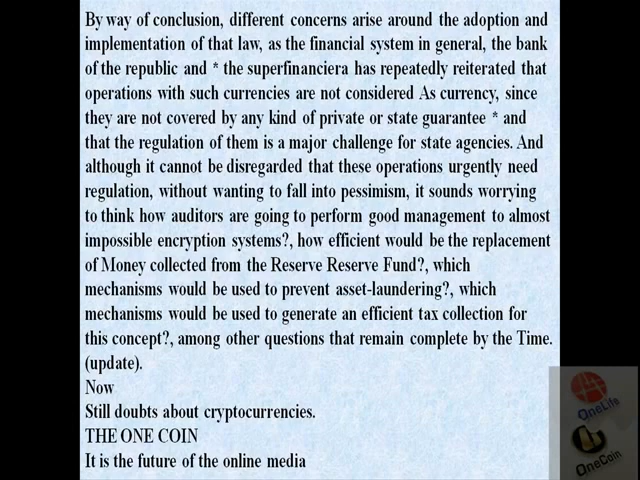 By way of conclusion, different concerns arise around the adoption and
implementation of that law, as the financial system in general, the bank
of the republic and * the superfinanciera has repeatedly reiterated that
operations with such currencies are not considered As currency, since
they are not covered by any kind of private or state guarantee * and
that the regulation of them is a major challenge for state agencies. And
although it cannot be disregarded that these operations urgently need
regulation, without wanting to fall into pessimism, it sounds worrying
to think how auditors are going to perform good management to almost
impossible encryption systems?, how efficient would be the replacement
of Money collected from the Reserve Reserve Fund?, which
mechanisms would be used to prevent asset-laundering?, which
mechanisms would be used to generate an efficient tax collection for
this concept?, among other questions that remain complete by the Time.
(update).
Now
Still doubts about cryptocurrencies.
THE ONE COIN
It is the future of the online media
OneLife
OneCoin